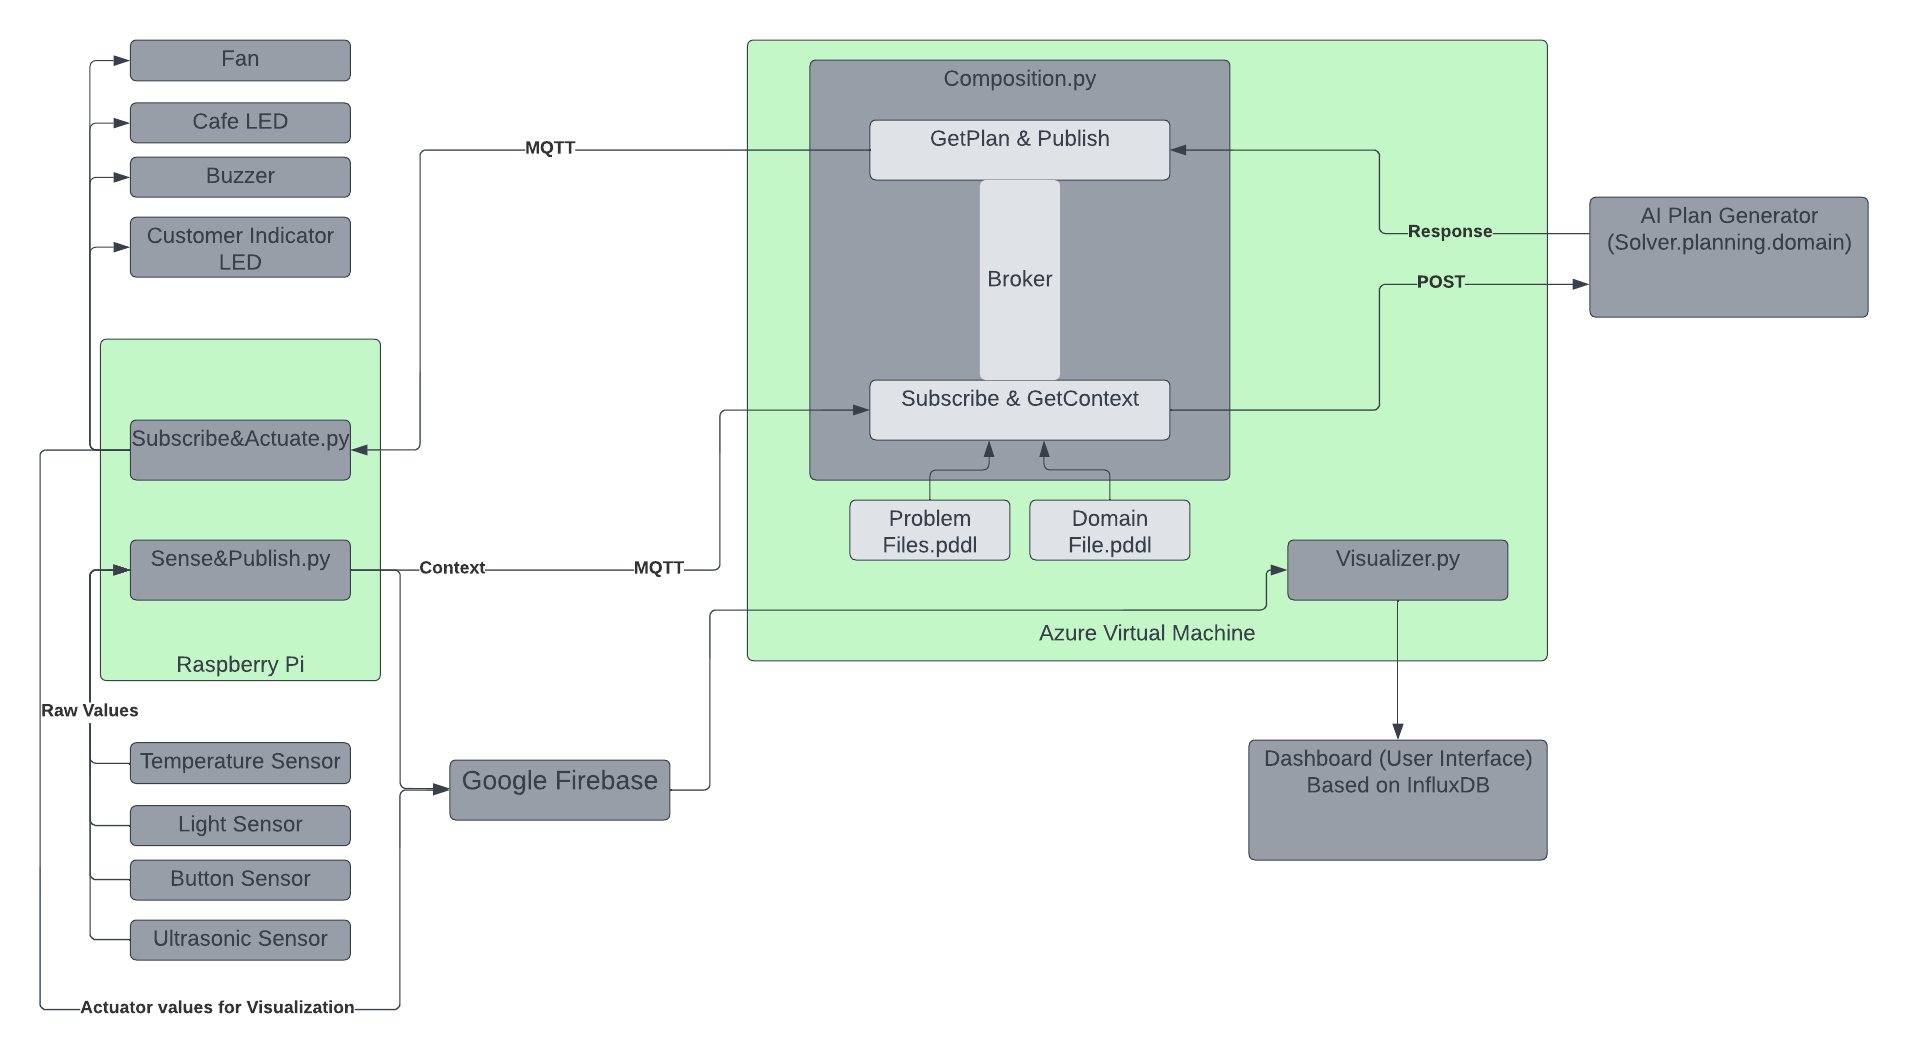 Fan
Cafe LED
Buzzer
Customer Indicator
LED
Subscribe&Actuate.py
Sense&Publish.py
Raspberry Pi
Raw Values
Temperature Sensor
Light Sensor
Button Sensor
Ultrasonic Sensor
Actuator values for Visualization
MQTT
Context
MQTT
Google Firebase
Composition.py
GetPlan & Publish
Broker
Subscribe & GetContext
Problem
Files.pddl
Domain
File.pddl
Visualizer.py
Azure Virtual Machine
Response
POST
AI Plan Generator
(Solver.planning.domain)
Dashboard (User Interface)
Based on InfluxDB